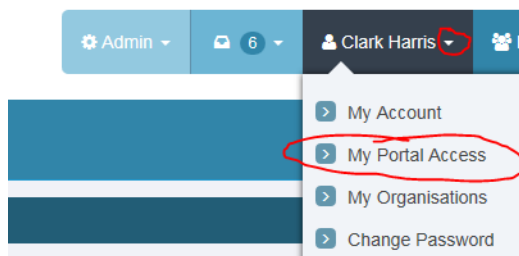 Admin
6
Clark Harris
My Account
My Portal Access
My Organisations
Change Password